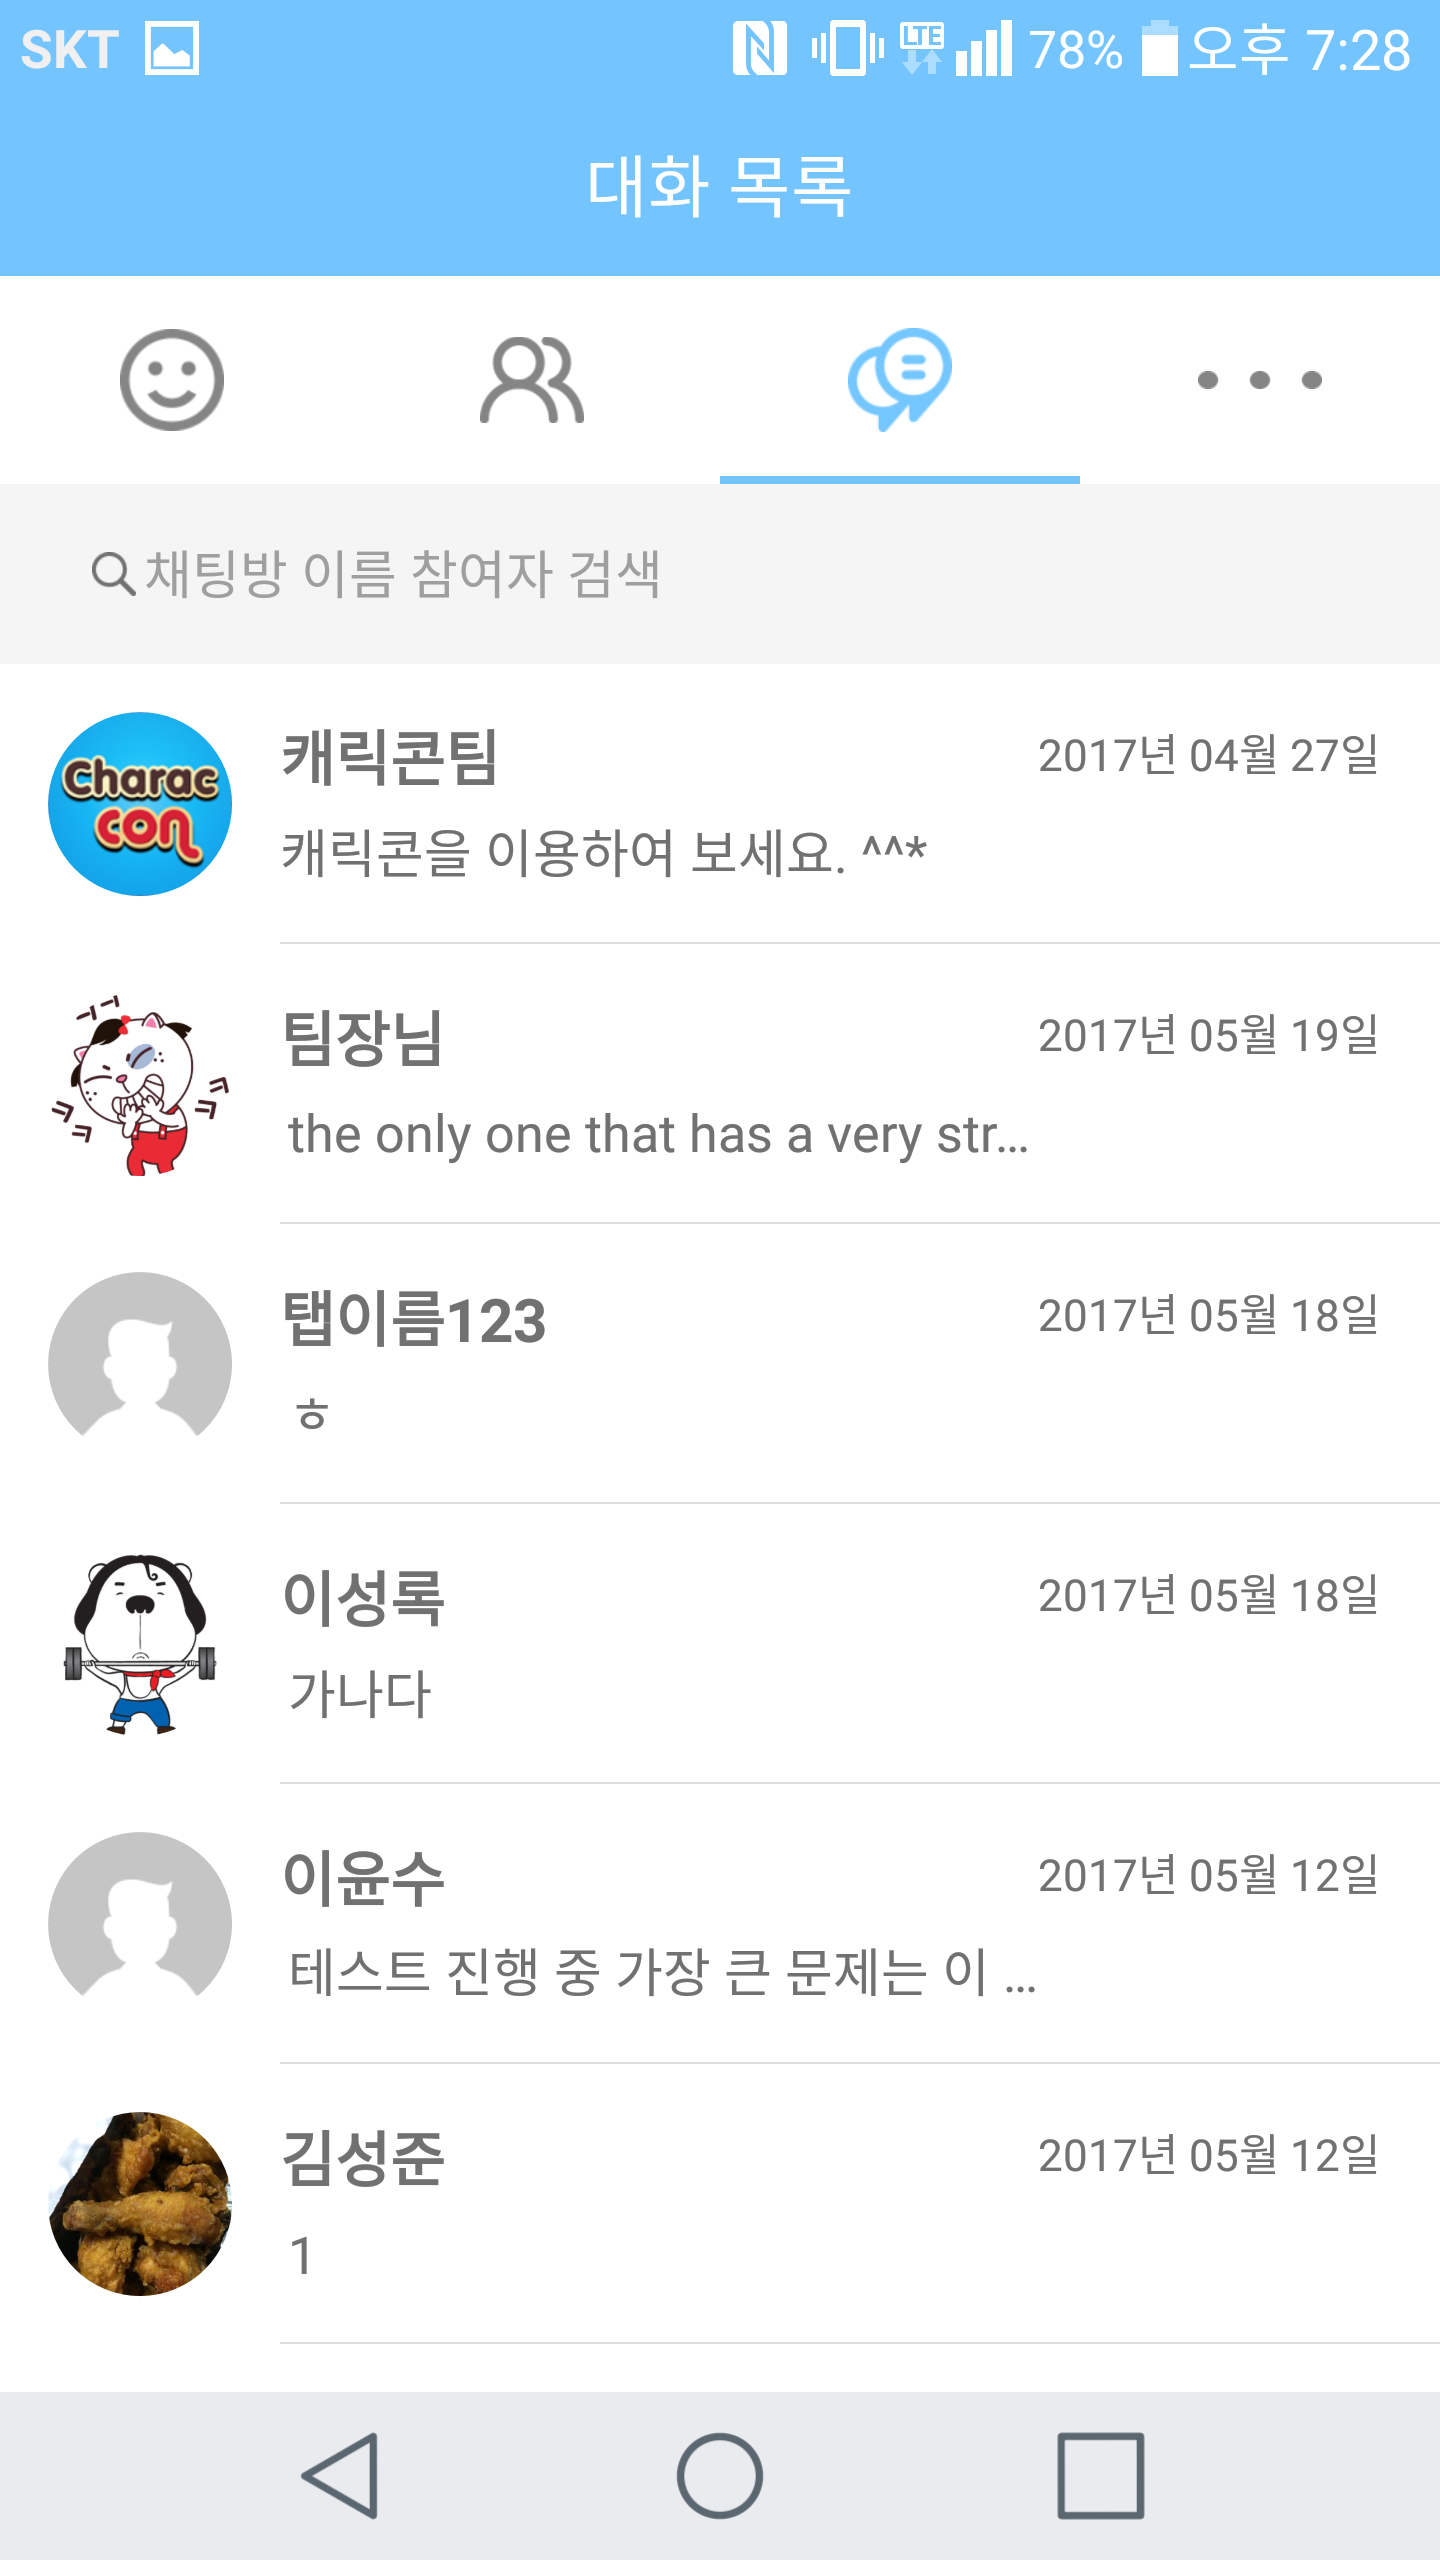 SKT LTE 78% 오후 7:28
대화 목록
채팅방 이름 참여자 검색
Charac
con
캐릭콘팀 2017년 04월 27일
캐릭콘을 이용하여 보세요. ^^*
ㅋㅋ
ㅋㅋ
팀장님 2017년 05월 19일
the only one that has a very str...
탭이름123 2017년 05월 18일
ㅎ
이성록 2017년 05월 18일
가나다
이윤수 2017년 05월 12일
테스트 진행 중 가장 큰 문제는 이 ...
김성준 2017년 05월 12일
1